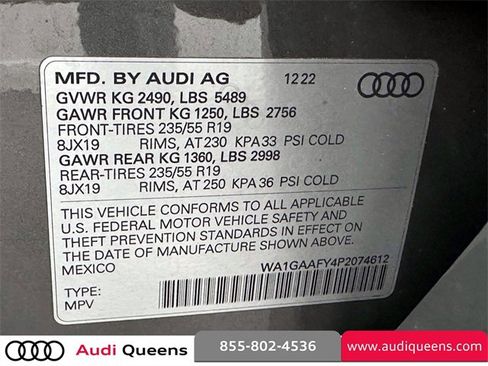 MFD. BY AUDI AG 12 22
GVWR KG 2490, LBS 5489
GAWR FRONT KG 1250, LBS 2756
FRONT-TIRES 235/55 R19
8JX19 RIMS, AT 230 KPA 33 PSI COLD
GAWR REAR KG 1360, LBS 2998
REAR-TIRES 235/55 R19
8JX19 RIMS, AT 250 KPA 36 PSI COLD
THIS VEHICLE CONFORMS TO ALL APPLICABLE
U.S. FEDERAL MOTOR VEHICLE SAFETY AND
THEFT PREVENTION STANDARDS IN EFFECT ON
THE DATE OF MANUFACTURE SHOWN ABOVE.
MEXICO WA1GAAFY4P2074612
TYPE:
MPV
Audi Queens 855-802-4536 www.audiqueens.com